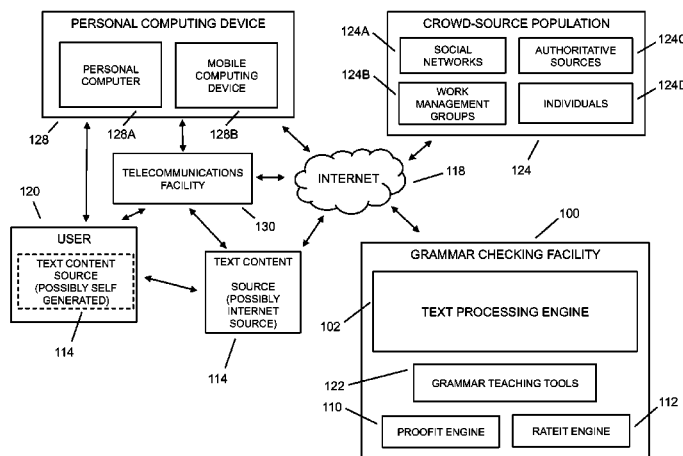 PERSONAL COMPUTING DEVICE
PERSONAL
COMPUTER
MOBILE
COMPUTING
DEVICE
128
128A
128B
CROWD-SOURCE POPULATION
124A
SOCIAL
NETWORKS
AUTHORITATIVE
SOURCES
124C
124B
WORK
MANAGEMENT
GROUPS
INDIVIDUALS
124D
124
TELECOMMUNICATIONS
FACILITY
130
INTERNET
118
120
USER
TEXT CONTENT
SOURCE
(POSSIBLY SELF
GENERATED)
114
TEXT CONTENT
SOURCE
(POSSIBLY
INTERNET
SOURCE)
114
100
GRAMMAR CHECKING FACILITY
102
TEXT PROCESSING ENGINE
122
GRAMMAR TEACHING TOOLS
110
PROOFIT ENGINE
RATEIT ENGINE
112